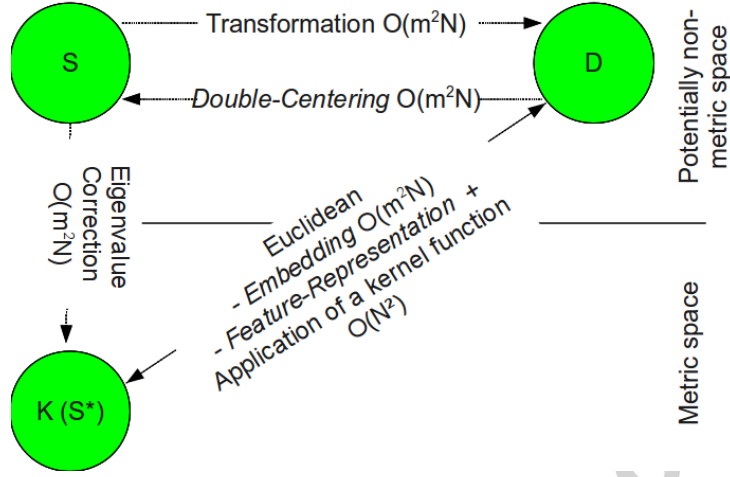 S
Transformation O(m²N)
D
Double-Centering O(m²N)
Potentially non-
metric space
Eigenvalue
Correction
O(m²N)
Euclidean
- Embedding O(m²N)
- Feature-Representation +
Application of a kernel function
O(N²)
K (S*)
Metric space